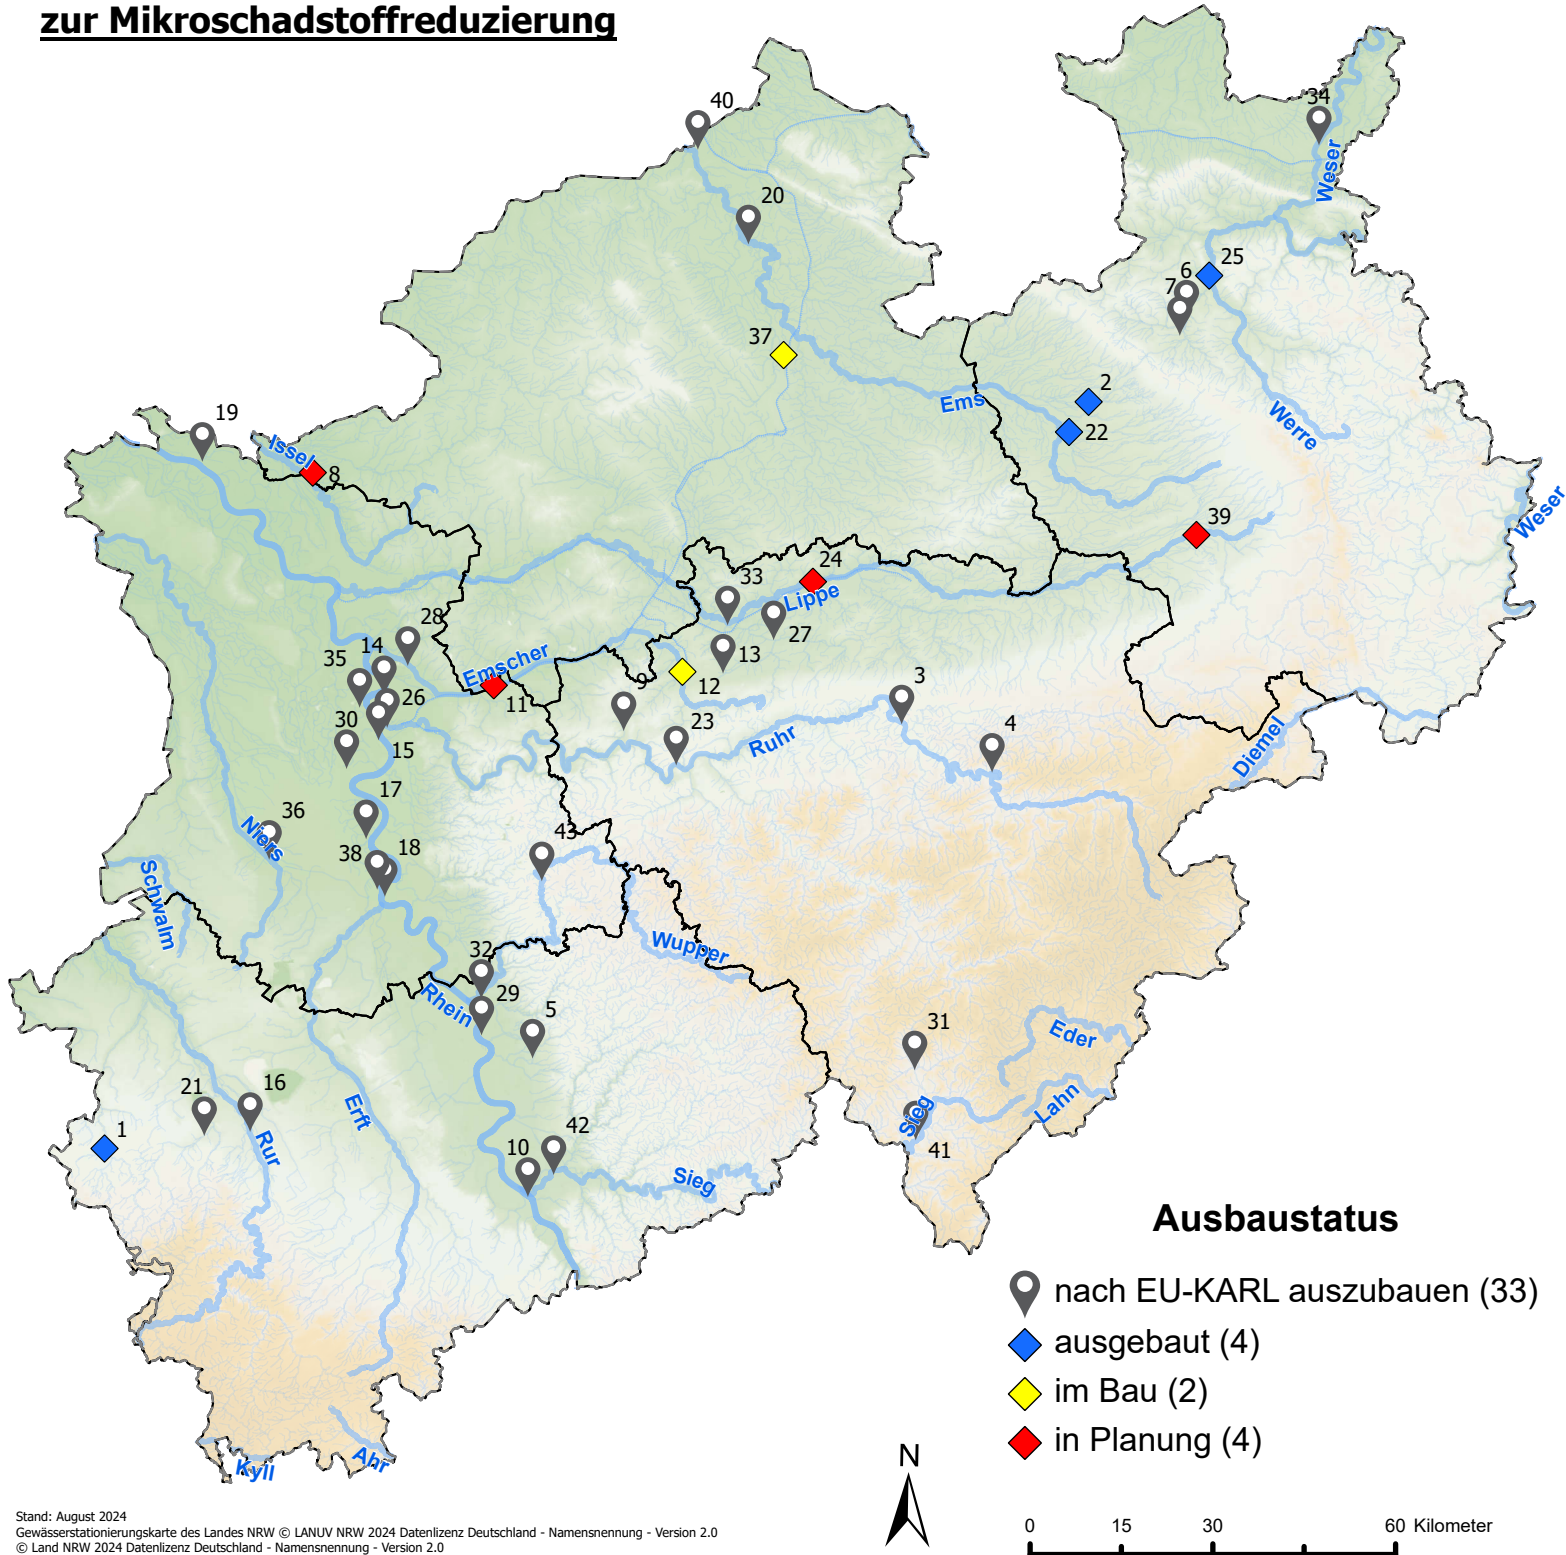 zur Mikroschadstoffreduzierung
40
34
Weser
20
25
6
7
37
2
Ems
22
Werre
19
Issel
8
39
Weser
24
33
Lippe
27
28
14
35
Emscher
13
12
11
9
26
3
30
15
23
Ruhr
4
Diemel
17
36
Niers
43
38
18
Schwalm
Wupper
32
Rhein
29
5
31
Eder
21
16
Erft
Lahn
Sieg
1
Rur
42
10
41
Sieg
Ausbaustatus
nach EU-KARL auszubauen (33)
ausgebaut (4)
im Bau (2)
in Planung (4)
Kyll
Ahr
N
Stand: August 2024
Gewässerstationierungskarte des Landes NRW © LANUV NRW 2024 Datenlizenz Deutschland - Namensnennung - Version 2.0
© Land NRW 2024 Datenlizenz Deutschland - Namensnennung - Version 2.0
0 15 30 60 Kilometer